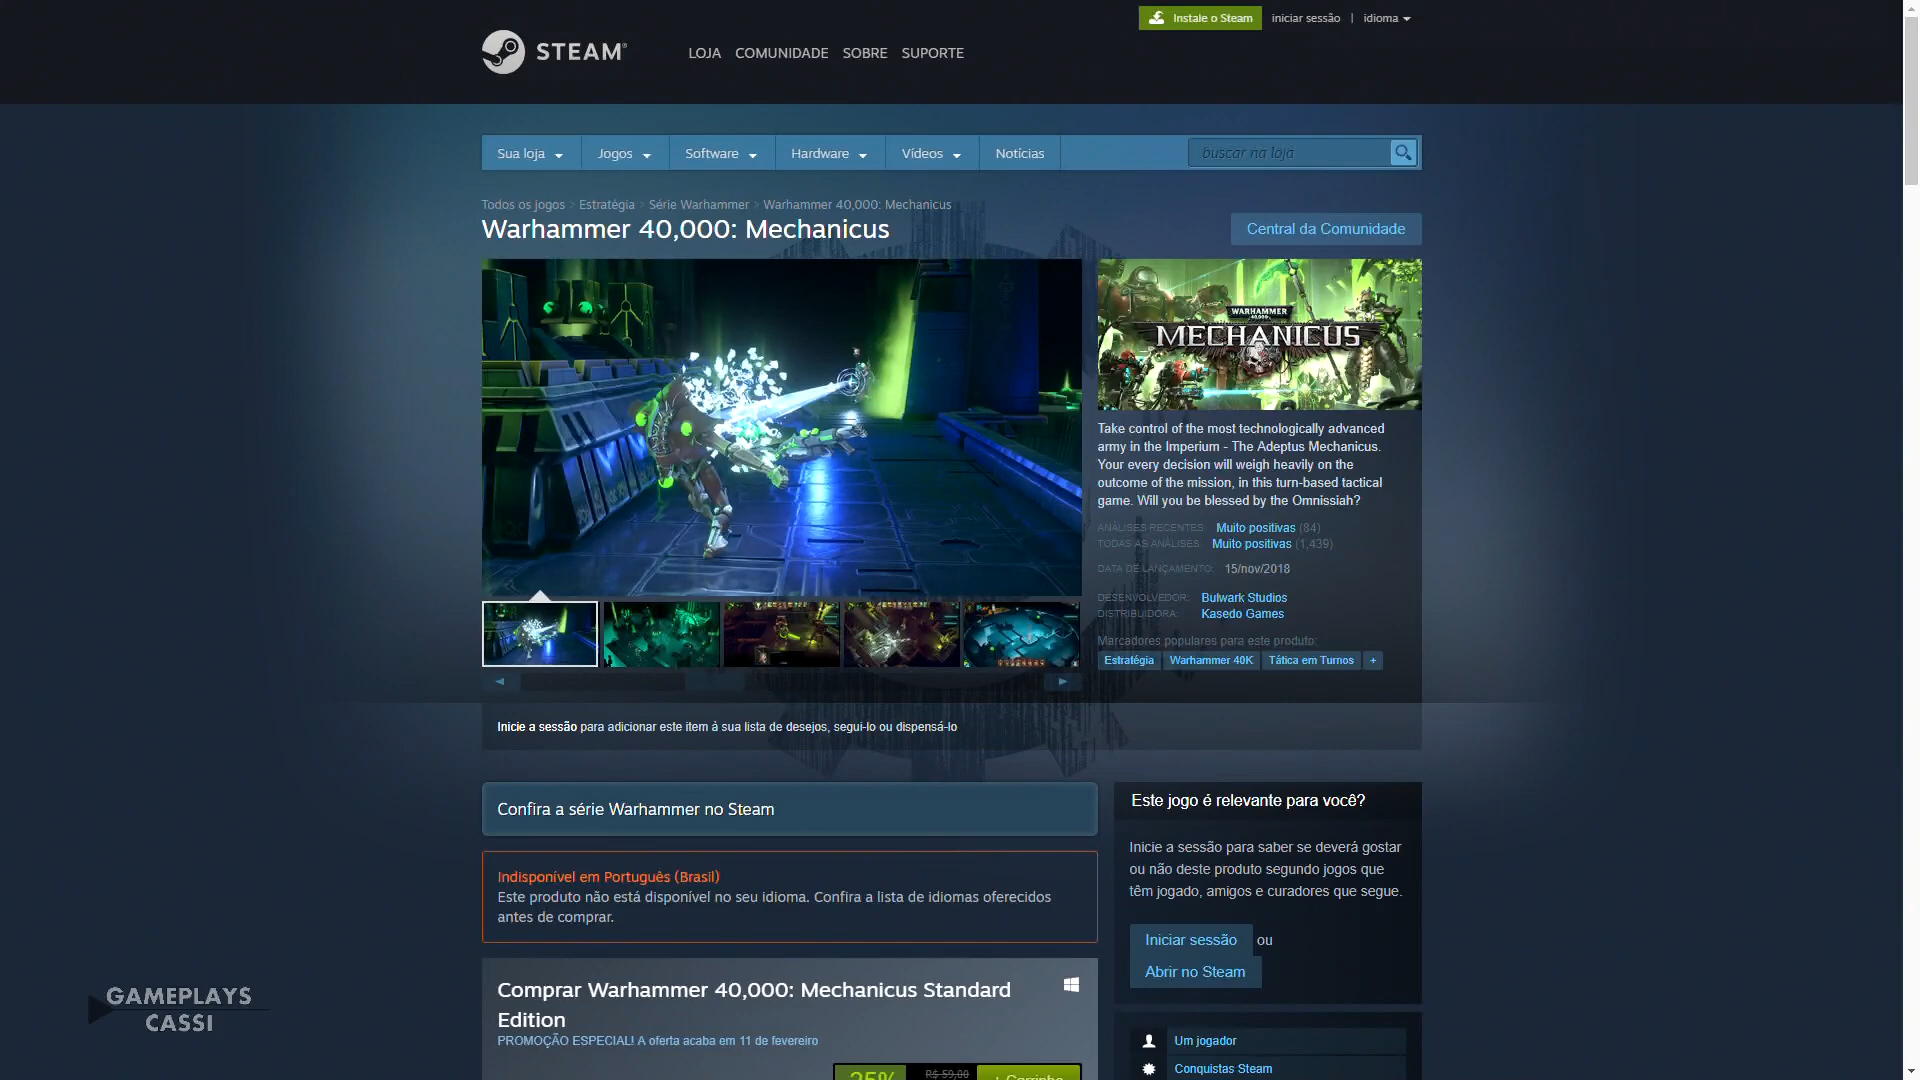 Instale o Steam
iniciar sessão | idioma
STEAM®
LOJA COMUNIDADE SOBRE SUPORTE
Sua loja Jogos Software Hardware Vídeos Notícias
buscar na loja
Todos os jogos > Estratégia > Série Warhammer > Warhammer 40,000: Mechanicus
Warhammer 40,000: Mechanicus
Central da Comunidade
WARHAMMER
40,000
MECHANICUS
Take control of the most technologically advanced
army in the Imperium - The Adeptus Mechanicus.
Your every decision will weigh heavily on the
outcome of the mission, in this turn-based tactical
game. Will you be blessed by the Omnissiah?
ANÁLISES RECENTES: Muito positivas (84)
TODAS AS ANÁLISES: Muito positivas (1,439)
DATA DE LANÇAMENTO: 15/nov/2018
DESENVOLVEDOR: Bulwark Studios
DISTRIBUIDORA: Kasedo Games
Marcadores populares para este produto:
Estratégia Warhammer 40K Tática em Turnos +
Inicie a sessão para adicionar este item à sua lista de desejos, segui-lo ou dispensá-lo
Confira a série Warhammer no Steam
Indisponível em Português (Brasil)
Este produto não está disponível no seu idioma. Confira a lista de idiomas oferecidos
antes de comprar.
Comprar Warhammer 40,000: Mechanicus Standard
Edition
PROMOÇÃO ESPECIAL! A oferta acaba em 11 de fevereiro
-25% R$ 59,00 + Carrinho
Este jogo é relevante para você?
Inicie a sessão para saber se deverá gostar
ou não deste produto segundo jogos que
têm jogado, amigos e curadores que segue.
Iniciar sessão ou
Abrir no Steam
Um jogador
Conquistas Steam
GAMEPLAYS
CASSI